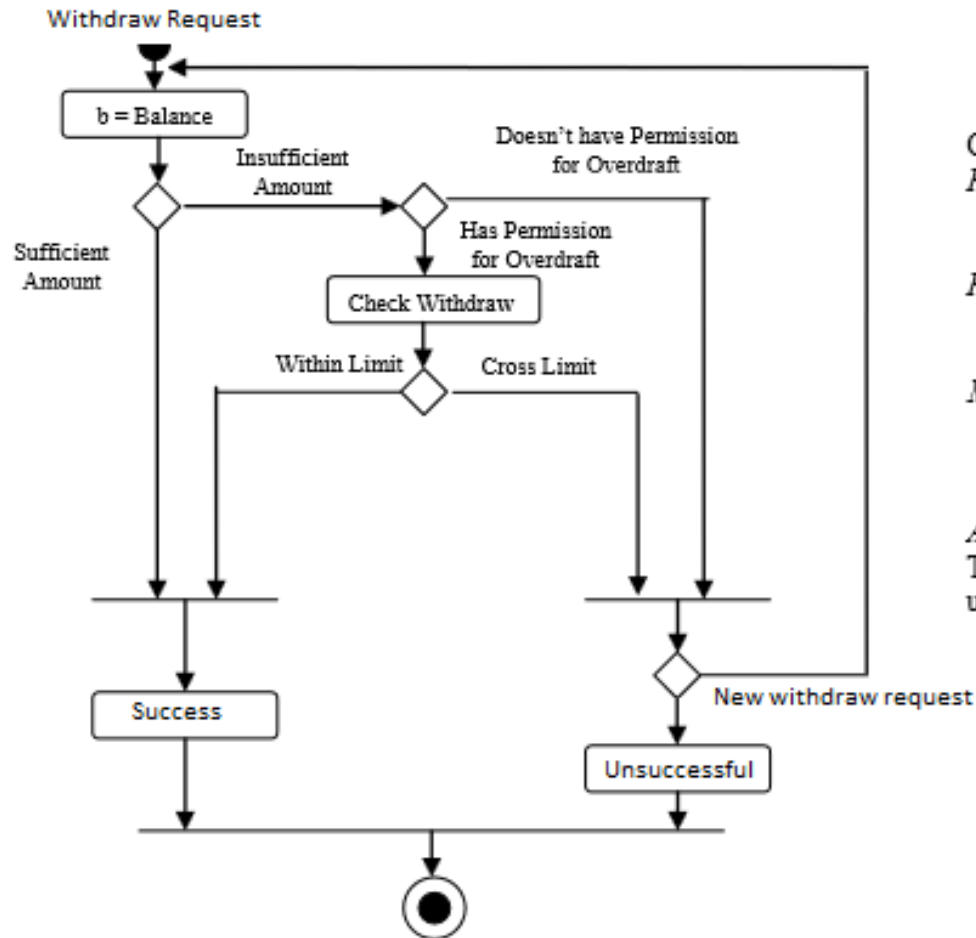 Withdraw Request
b = Balance
Insufficient
Amount
Doesn't have Permission
for Overdraft
Sufficient
Amount
Has Permission
for Overdraft
Check Withdraw
Within Limit
Cross Limit
New withdraw request
Success
Unsuccessful